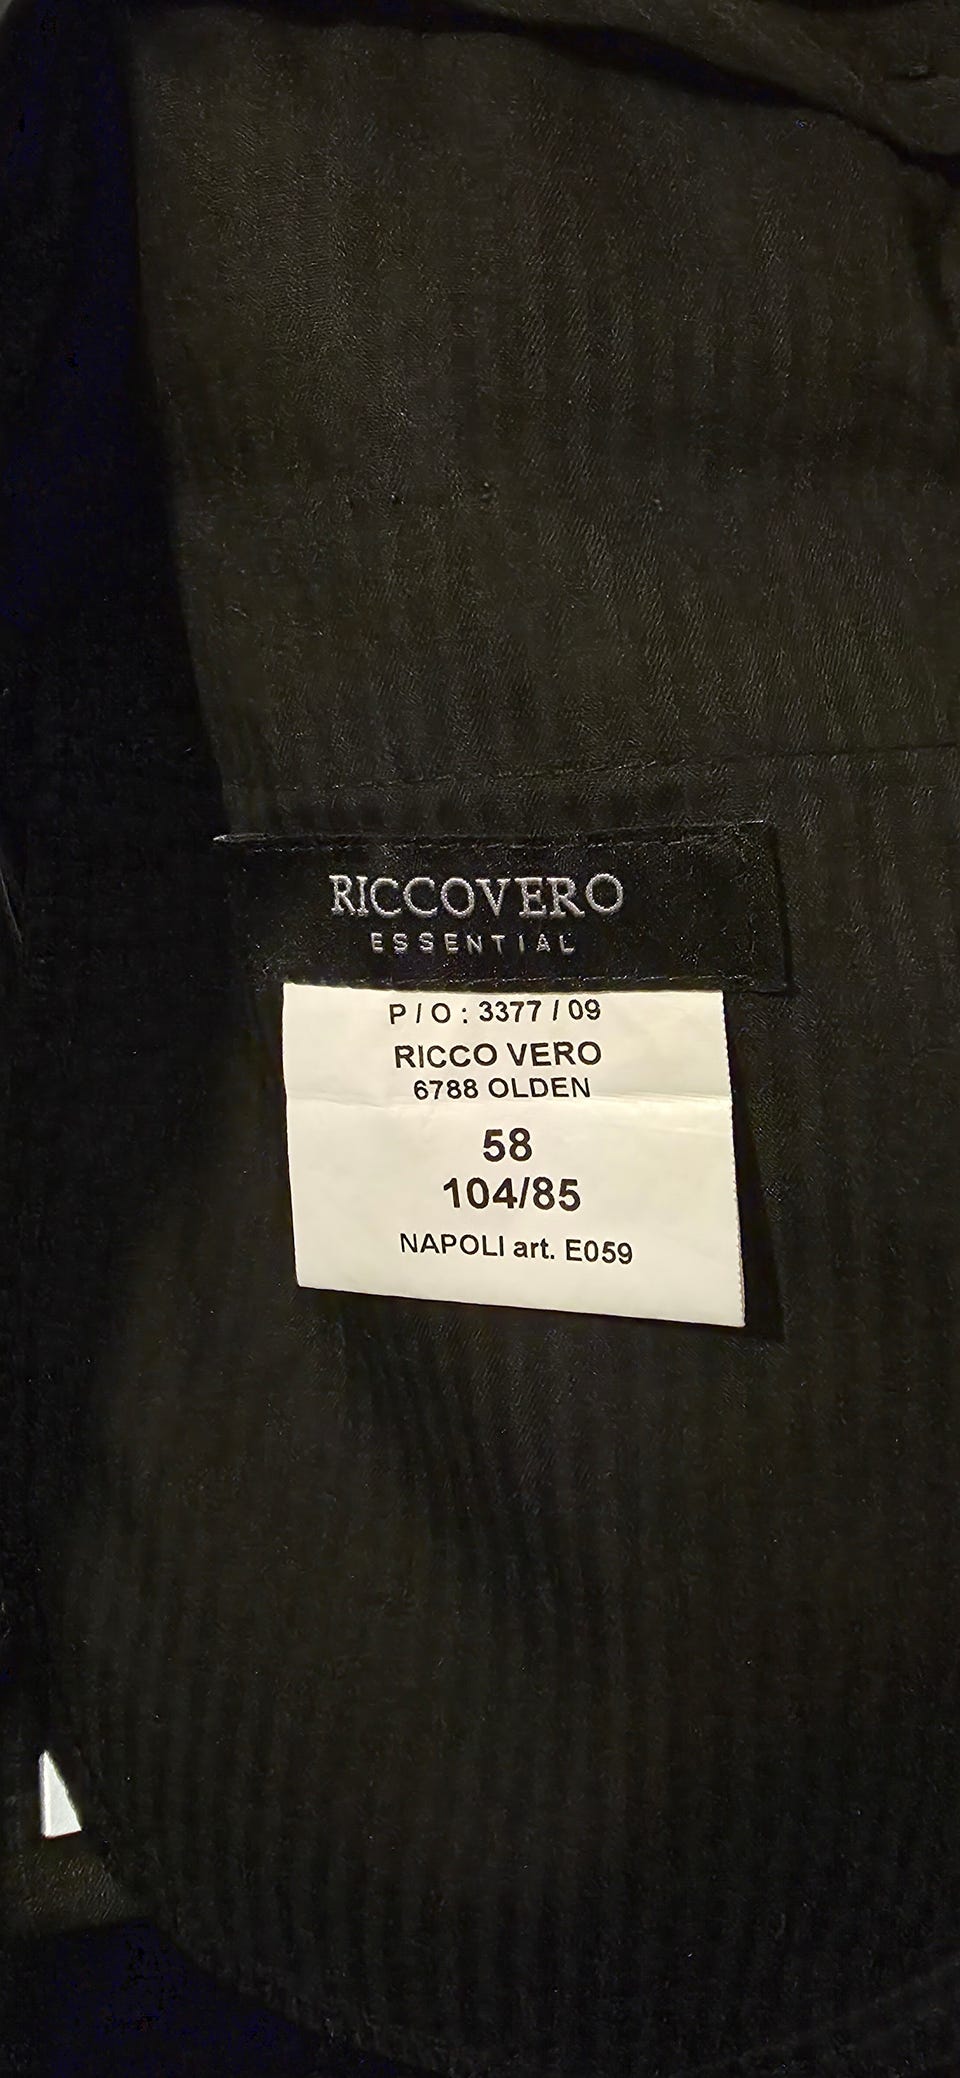 RICCOVERO
ESSENTIAL
P / O : 3377 / 09
RICCO VERO
6788 OLDEN
58
104/85
NAPOLI art. E059